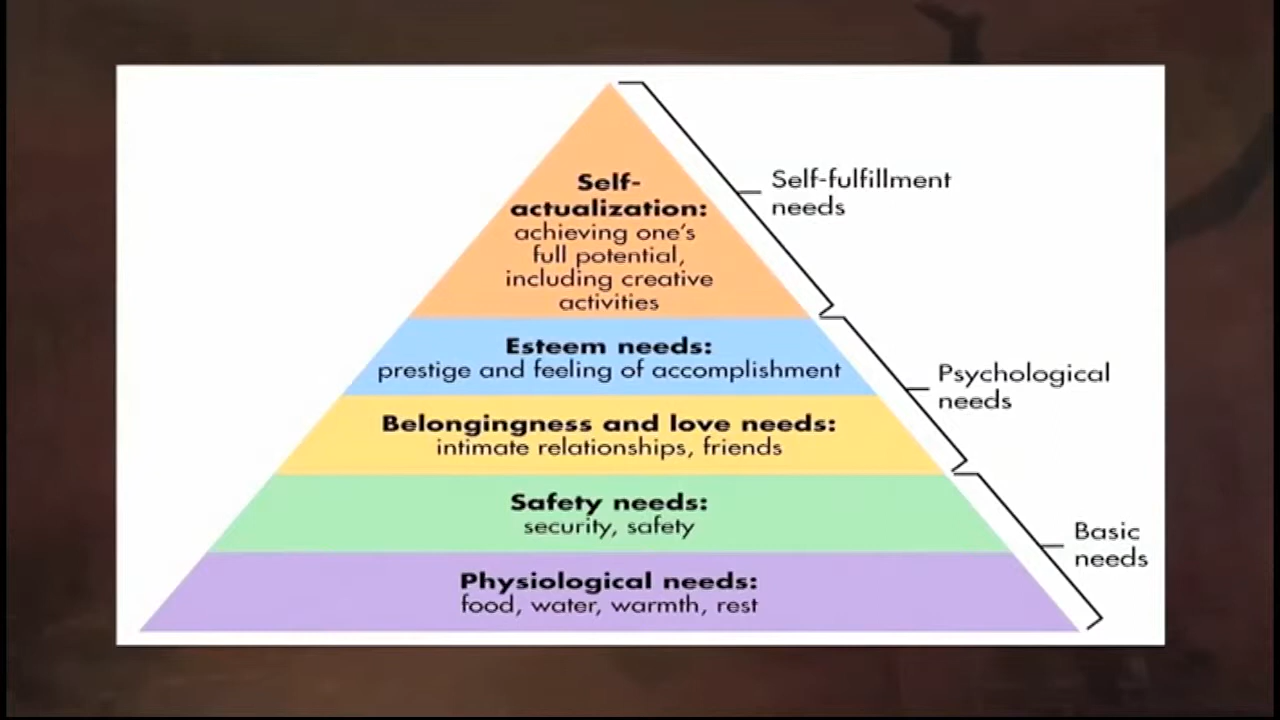 Self-
actualization:
achieving one's
full potential,
including creative
activities
Self-fulfillment
needs
Esteem needs:
prestige and feeling of accomplishment
Psychological
needs
Belongingness and love needs:
intimate relationships, friends
Safety needs:
security, safety
Basic
needs
Physiological needs:
food, water, warmth, rest